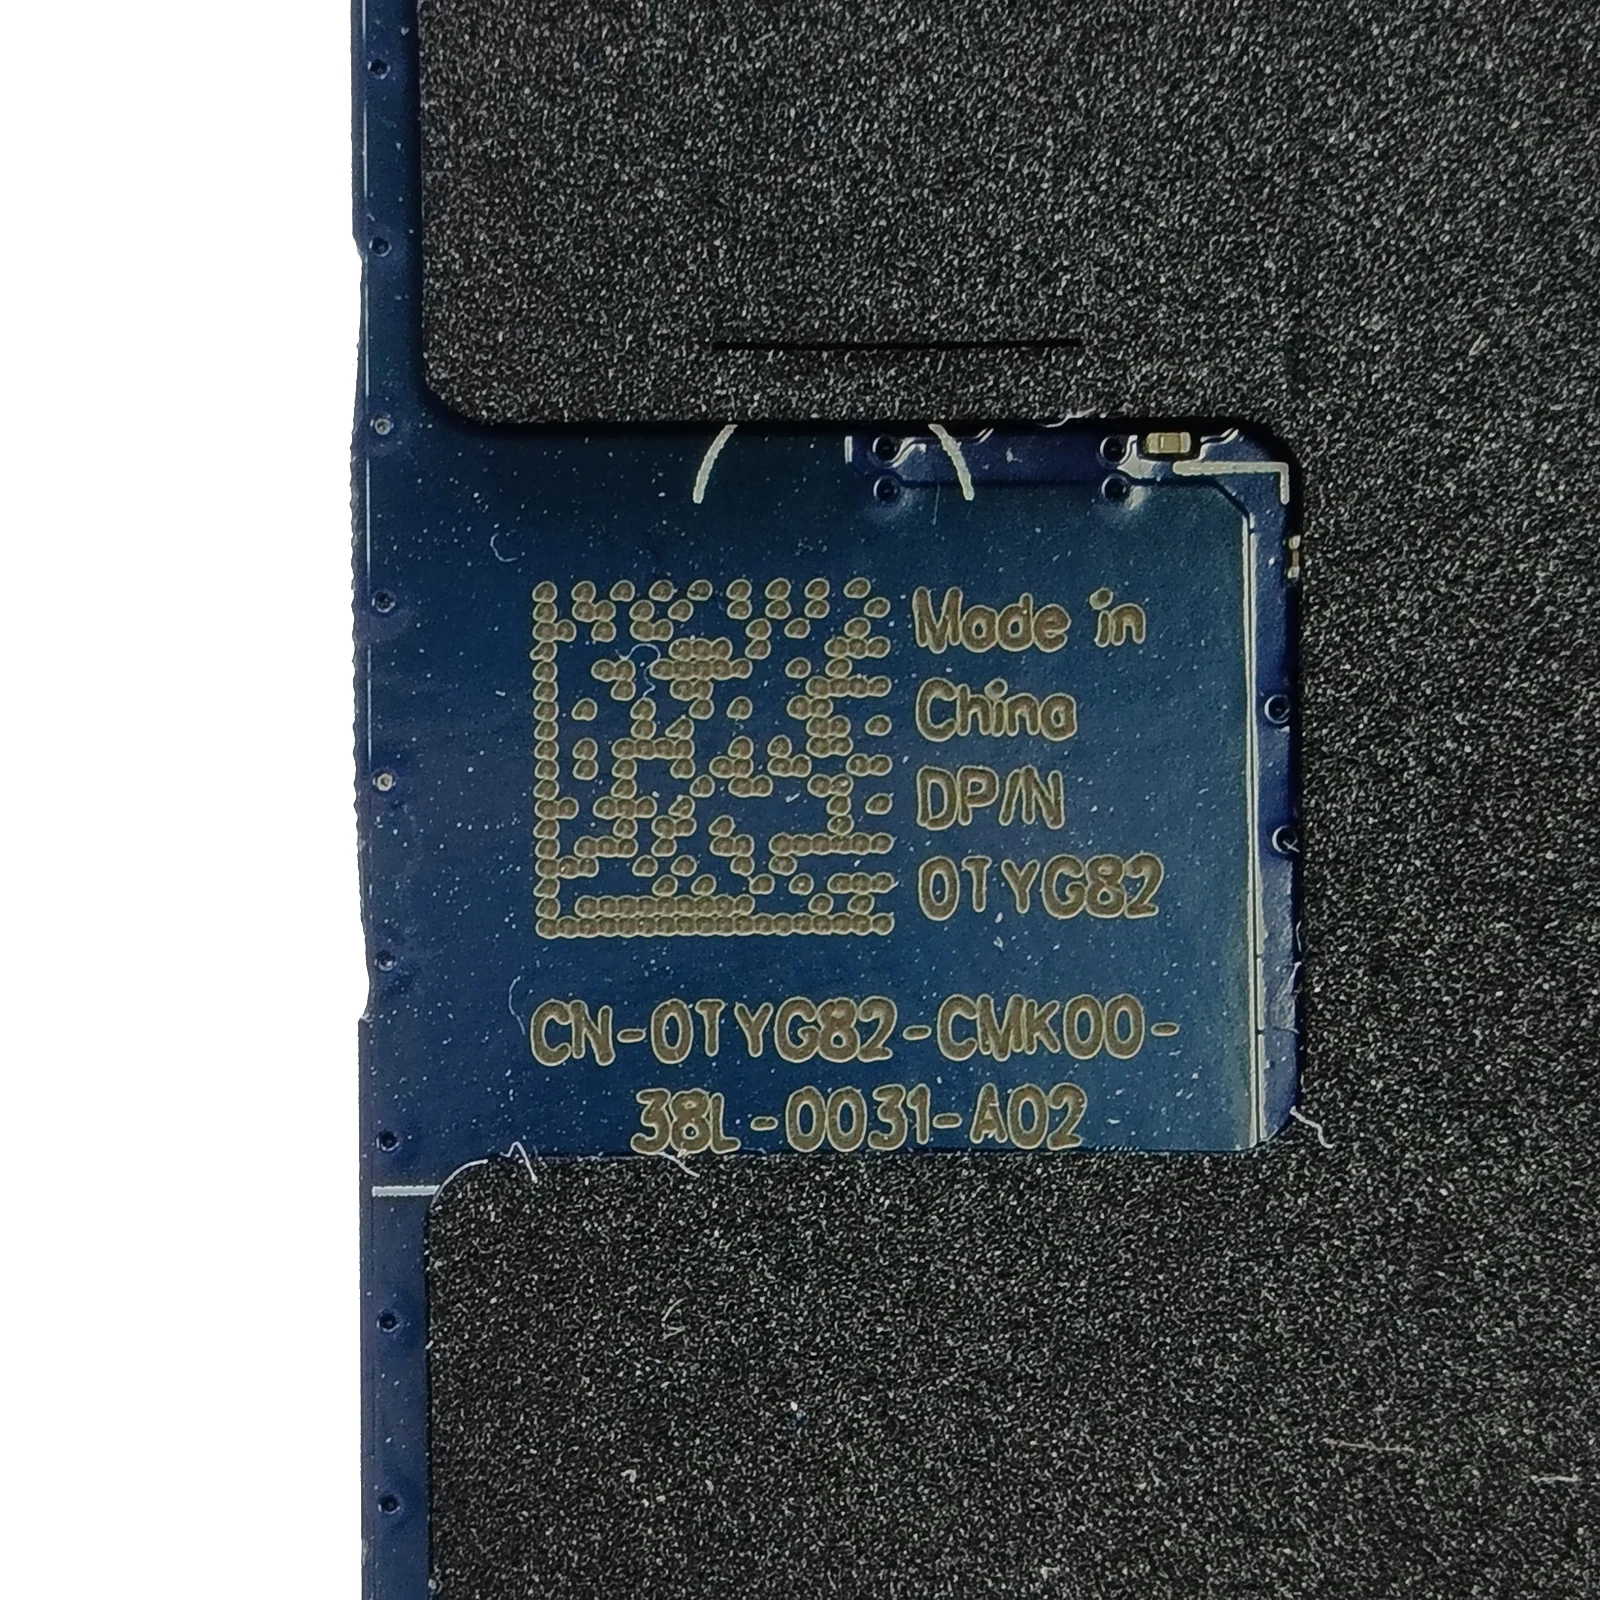 Made in
China
DP/N
0TYG82
CN-0TYG82-CMK00-
38L-0031-A02